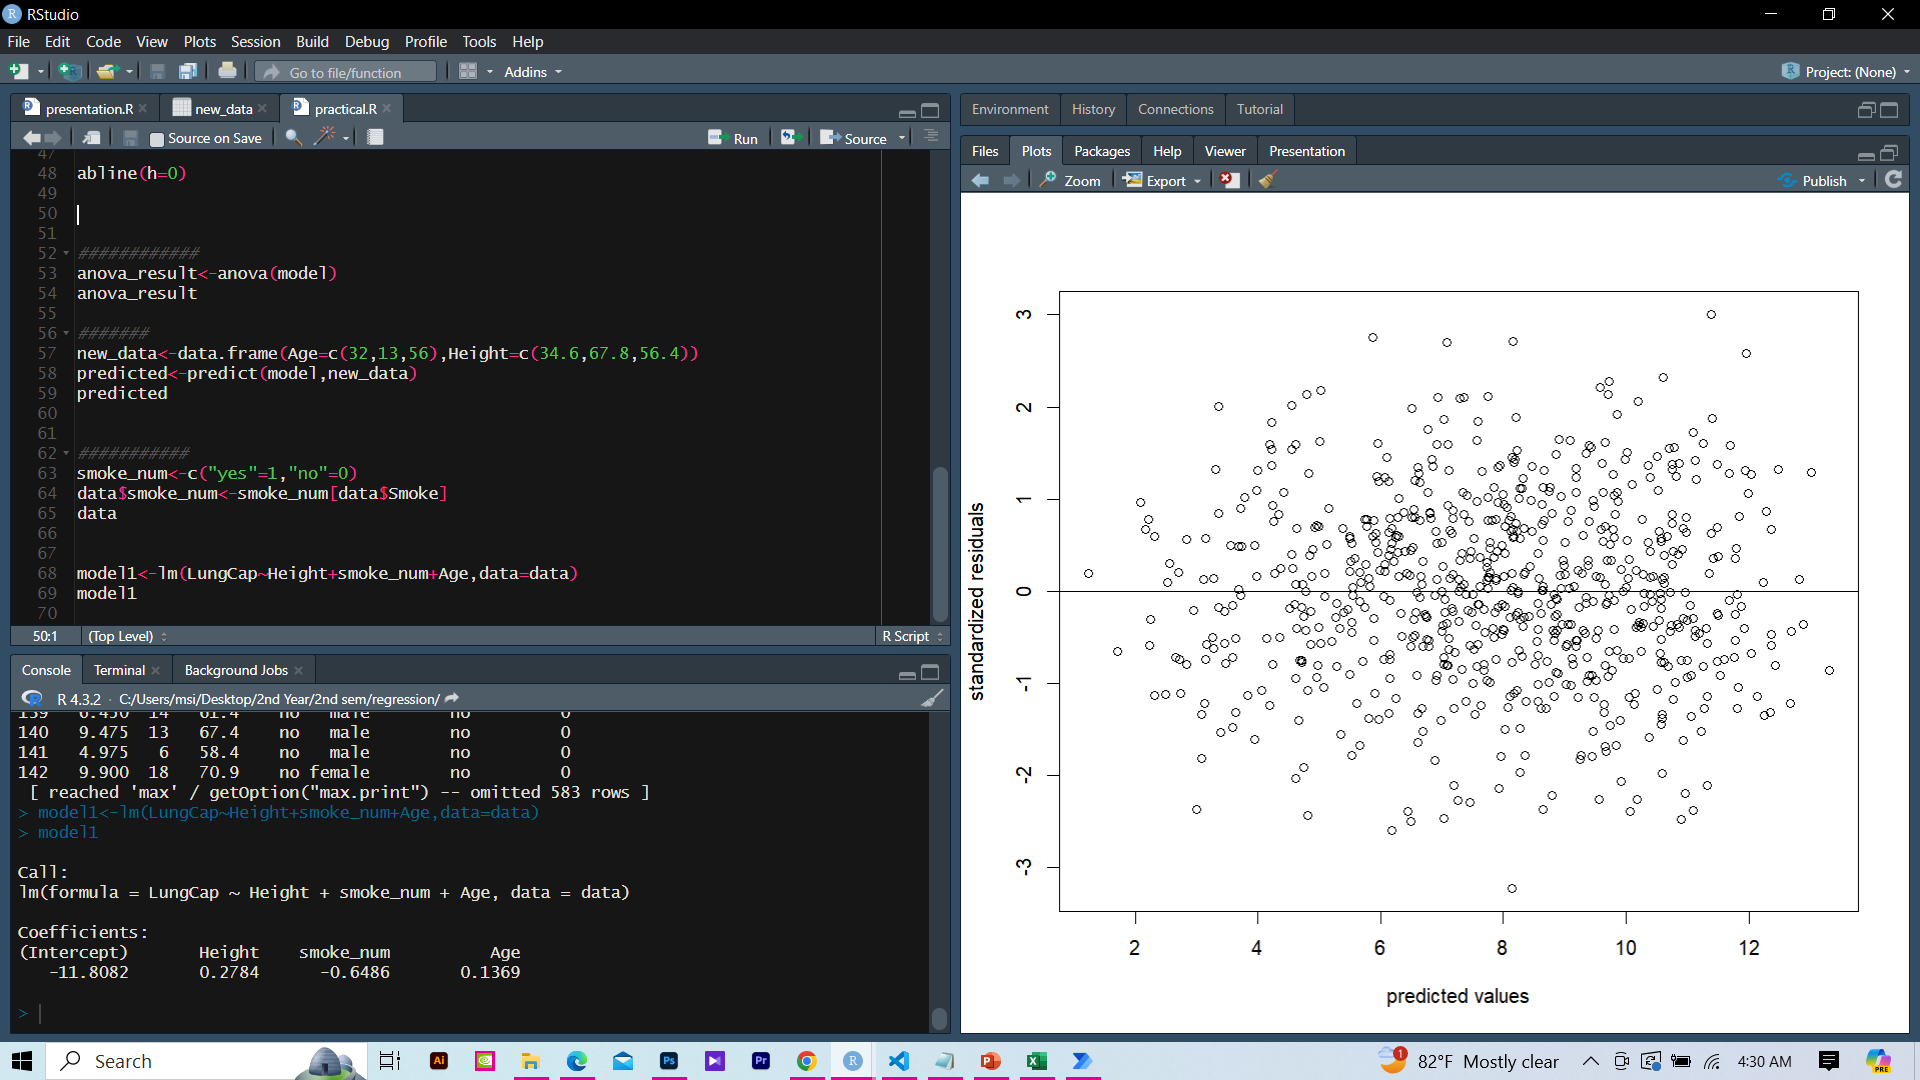 RStudio
File Edit Code View Plots Session Build Debug Profile Tools Help
Go to file/function Addins Project: (None)
presentation.R new_data practical.R
Source on Save Run Source
47
48 abline(h=0)
49
50
51
52 ############
53 anova_result<-anova(model)
54 anova_result
55
56 #######
57 new_data<-data.frame(Age=c(32,13,56),Height=c(34.6,67.8,56.4))
58 predicted<-predict(model,new_data)
59 predicted
60
61
62 ###########
63 smoke_num<-c("yes"=1,"no"=0)
64 data$smoke_num<-smoke_num[data$Smoke]
65 data
66
67
68 model1<-lm(LungCap~Height+smoke_num+Age,data=data)
69 model1
70
50:1 (Top Level) R Script
Console Terminal Background Jobs
R 4.3.2 · C:/Users/msi/Desktop/2nd Year/2nd sem/regression/
139 6.450 14 61.4 no male no 0
140 9.475 13 67.4 no male no 0
141 4.975 6 58.4 no male no 0
142 9.900 18 70.9 no female no 0
[ reached 'max' / getOption("max.print") -- omitted 583 rows ]
> model1<-lm(LungCap~Height+smoke_num+Age,data=data)
> model1
Call:
lm(formula = LungCap ~ Height + smoke_num + Age, data = data)
Coefficients:
(Intercept) Height smoke_num Age
-11.8082 0.2784 -0.6486 0.1369
>
Environment History Connections Tutorial
Files Plots Packages Help Viewer Presentation
Zoom Export Publish
standardized residuals
3
2
1
0
-1
-2
-3
2 4 6 8 10 12
predicted values
Search Ai Ps Pr R 1 82°F Mostly clear 4:30 AM PRE